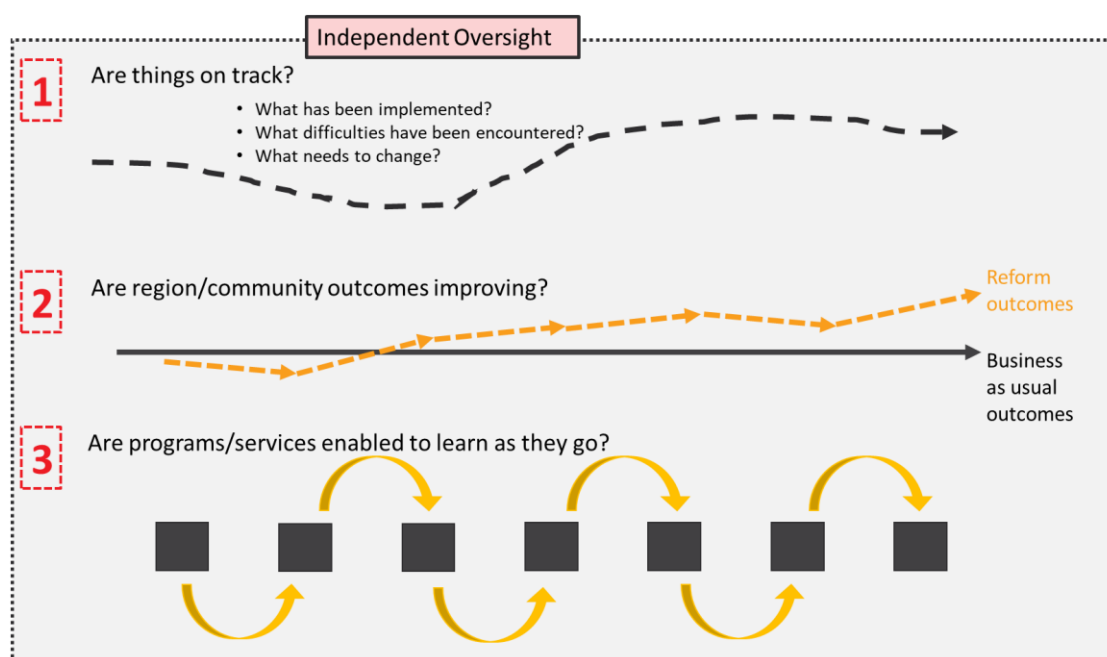 Independent Oversight
1
Are things on track?
• What has been implemented?
• What difficulties have been encountered?
• What needs to change?
2
Are region/community outcomes improving?
Reform
outcomes
Business
as usual
outcomes
3
Are programs/services enabled to learn as they go?